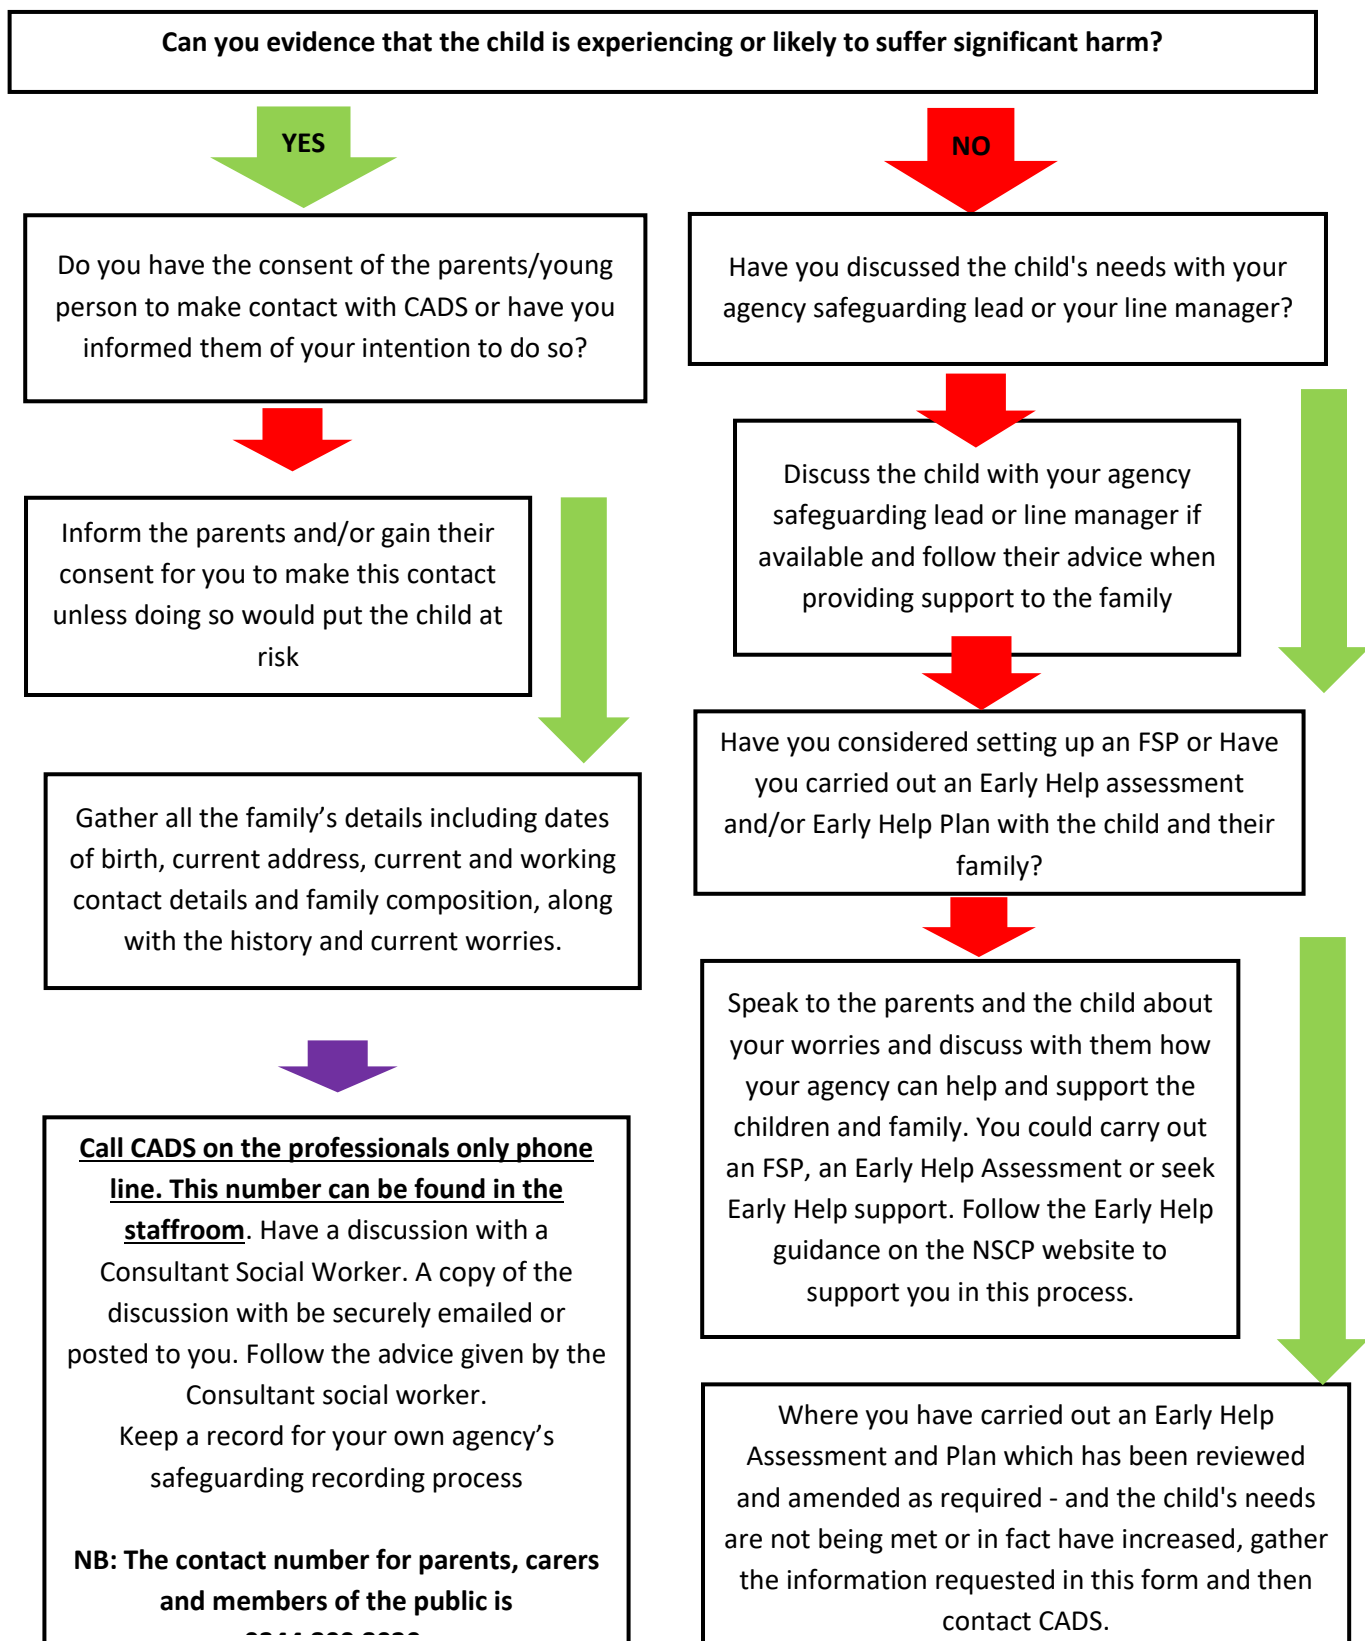 Can you evidence that the child is experiencing or likely to suffer significant harm?
YES
NO
Do you have the consent of the parents/young
person to make contact with CADS or have you
informed them of your intention to do so?
Inform the parents and/or gain their
consent for you to make this contact
unless doing so would put the child at
risk
Gather all the family’s details including dates
of birth, current address, current and working
contact details and family composition, along
with the history and current worries.
Call CADS on the professionals only phone
line. This number can be found in the
staffroom. Have a discussion with a
Consultant Social Worker. A copy of the
discussion with be securely emailed or
posted to you. Follow the advice given by the
Consultant social worker.
Keep a record for your own agency’s
safeguarding recording process
NB: The contact number for parents, carers
and members of the public is
Have you discussed the child's needs with your
agency safeguarding lead or your line manager?
Discuss the child with your agency
safeguarding lead or line manager if
available and follow their advice when
providing support to the family
Have you considered setting up an FSP or Have
you carried out an Early Help assessment
and/or Early Help Plan with the child and their
family?
Speak to the parents and the child about
your worries and discuss with them how
your agency can help and support the
children and family. You could carry out
an FSP, an Early Help Assessment or seek
Early Help support. Follow the Early Help
guidance on the NSCP website to
support you in this process.
Where you have carried out an Early Help
Assessment and Plan which has been reviewed
and amended as required - and the child's needs
are not being met or in fact have increased, gather
the information requested in this form and then
contact CADS.